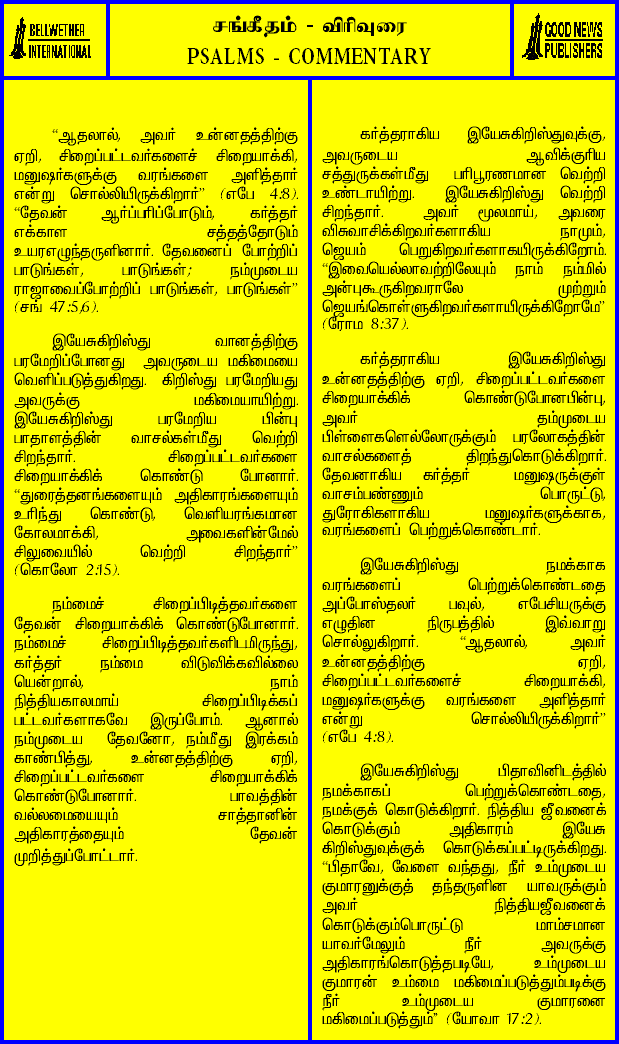 BELLWETHER
INTERNATIONAL
சங்கீதம் - விரிவுரை
PSALMS - COMMENTARY
GOOD NEWS
PUBLISHERS
“ஆதலால், அவர் உன்னதத்திற்கு
ஏறி, சிறைப்பட்டவர்களைச் சிறையாக்கி,
மனுஷர்களுக்கு வரங்களை அளித்தார்
என்று சொல்லியிருக்கிறார்” (எபே 4:8).
“தேவன் ஆர்ப்பரிப்போடும், கர்த்தர்
எக்காள சத்தத்தோடும்
உயரஎழுந்தருளினார். தேவனைப் போற்றிப்
பாடுங்கள், பாடுங்கள்; நம்முடைய
ராஜாவைப்போற்றிப் பாடுங்கள், பாடுங்கள்”
(சங் 47:5,6).
இயேசுகிறிஸ்து வானத்திற்கு
பரமேறிப்போனது அவருடைய மகிமையை
வெளிப்படுத்துகிறது. கிறிஸ்து பரமேறியது
அவருக்கு மகிமையாயிற்று.
இயேசுகிறிஸ்து பரமேறிய பின்பு
பாதாளத்தின் வாசல்கள்மீது வெற்றி
சிறந்தார். சிறைப்பட்டவர்களை
சிறையாக்கிக் கொண்டு போனார்.
“துரைத்தனங்களையும் அதிகாரங்களையும்
உரிந்து கொண்டு, வெளியரங்கமான
கோலமாக்கி, அவைகளின்மேல்
சிலுவையில் வெற்றி சிறந்தார்”
(கொலோ 2:15).
நம்மைச் சிறைப்பிடித்தவர்களை
தேவன் சிறையாக்கிக் கொண்டுபோனார்.
நம்மைச் சிறைப்பிடித்தவர்களிடமிருந்து,
கர்த்தர் நம்மை விடுவிக்கவில்லை
யென்றால், நாம்
நித்தியகாலமாய் சிறைப்பிடிக்கப்
பட்டவர்களாகவே இருப்போம். ஆனால்
நம்முடைய தேவனோ, நம்மீது இரக்கம்
காண்பித்து, உன்னதத்திற்கு ஏறி,
சிறைப்பட்டவர்களை சிறையாக்கிக்
கொண்டுபோனார். பாவத்தின்
வல்லமையையும் சாத்தானின்
அதிகாரத்தையும் தேவன்
முறித்துப்போட்டார்.
கர்த்தராகிய இயேசுகிறிஸ்துவுக்கு,
அவருடைய ஆவிக்குரிய
சத்துருக்கள்மீது பரிபூரணமான வெற்றி
உண்டாயிற்று. இயேசுகிறிஸ்து வெற்றி
சிறந்தார். அவர் மூலமாய், அவரை
விசுவாசிக்கிறவர்களாகிய நாமும்,
ஜெயம் பெறுகிறவர்களாகயிருக்கிறோம்.
“இவையெல்லாவற்றிலேயும் நாம் நம்மில்
அன்புகூருகிறவராலே முற்றும்
ஜெயங்கொள்ளுகிறவர்களாயிருக்கிறோமே”
(ரோம 8:37).
கர்த்தராகிய இயேசுகிறிஸ்து
உன்னதத்திற்கு ஏறி, சிறைப்பட்டவர்களை
சிறையாக்கிக் கொண்டுபோனபின்பு,
அவர் தம்முடைய
பிள்ளைகளெல்லோருக்கும் பரலோகத்தின்
வாசல்களைத் திறந்துகொடுக்கிறார்.
தேவனாகிய கர்த்தர் மனுஷருக்குள்
வாசம்பண்ணும் பொருட்டு,
துரோகிகளாகிய மனுஷர்களுக்காக,
வரங்களைப் பெற்றுக்கொண்டார்.
இயேசுகிறிஸ்து நமக்காக
வரங்களைப் பெற்றுக்கொண்டதை
அப்போஸ்தலர் பவுல், எபேசியருக்கு
எழுதின நிருபத்தில் இவ்வாறு
சொல்லுகிறார். “ஆதலால், அவர்
உன்னதத்திற்கு ஏறி,
சிறைப்பட்டவர்களைச் சிறையாக்கி,
மனுஷர்களுக்கு வரங்களை அளித்தார்
என்று சொல்லியிருக்கிறார்”
(எபே 4:8).
இயேசுகிறிஸ்து பிதாவினிடத்தில்
நமக்காகப் பெற்றுக்கொண்டதை,
நமக்குக் கொடுக்கிறார். நித்திய ஜீவனைக்
கொடுக்கும் அதிகாரம் இயேசு
கிறிஸ்துவுக்குக் கொடுக்கப்பட்டிருக்கிறது.
“பிதாவே, வேளை வந்தது, நீர் உம்முடைய
குமாரனுக்குத் தந்தருளின யாவருக்கும்
அவர் நித்தியஜீவனைக்
கொடுக்கும்பொருட்டு மாம்சமான
யாவர்மேலும் நீர் அவருக்கு
அதிகாரங்கொடுத்தபடியே, உம்முடைய
குமாரன் உம்மை மகிமைப்படுத்தும்படிக்கு
நீர் உம்முடைய குமாரனை
மகிமைப்படுத்தும்” (யோவா 17:2).